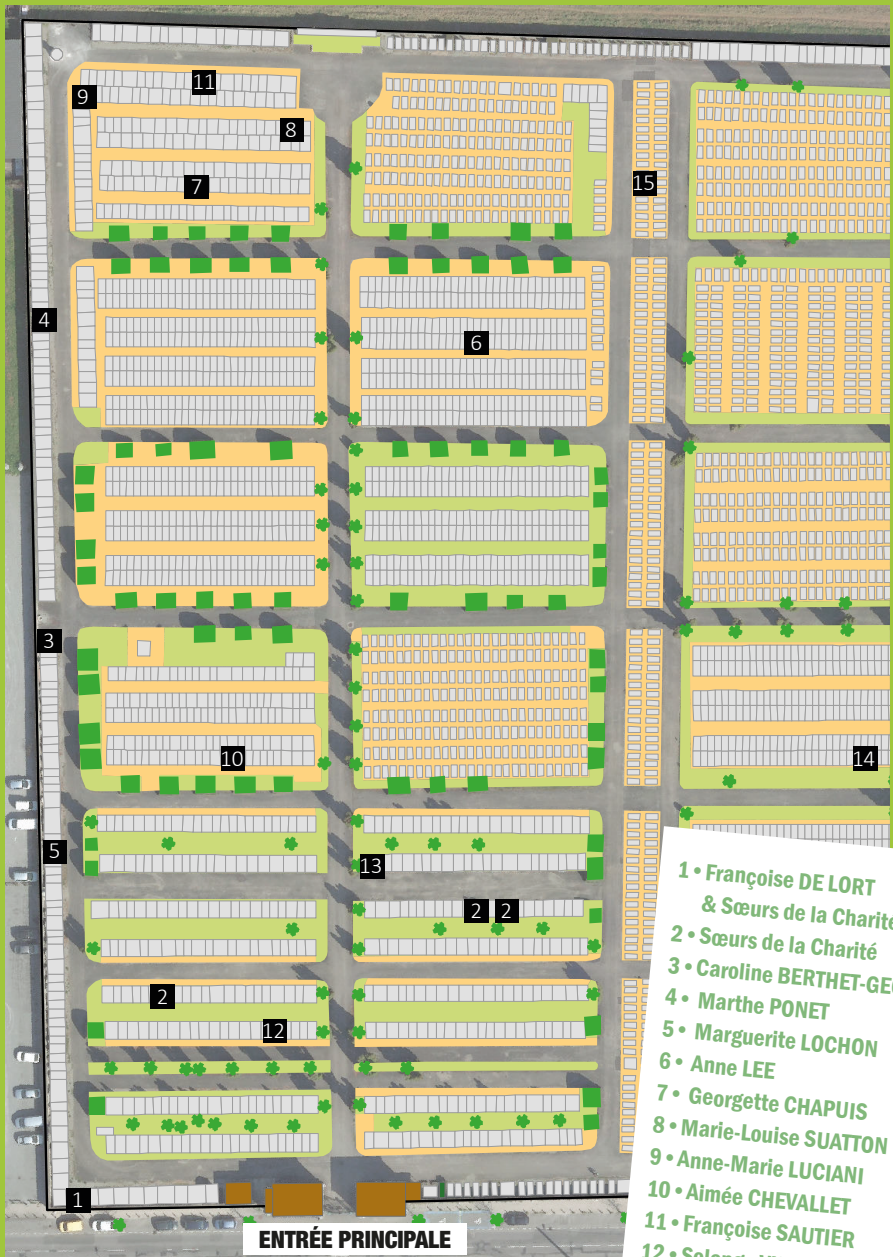 11
9
8
7
15
4
6
3
10
14
5
13
2 2
2
12
1
ENTRÉE PRINCIPALE
1 • Françoise DE LORT
& Sœurs de la Charité
2 • Sœurs de la Charité
3 • Caroline BERTHET-GEO
4 • Marthe PONET
5 • Marguerite LOCHON
6 • Anne LEE
7 • Georgette CHAPUIS
8 • Marie-Louise SUATTON
9 • Anne-Marie LUCIANI
10 • Aimée CHEVALLET
11 • Françoise SAUTIER
12 •